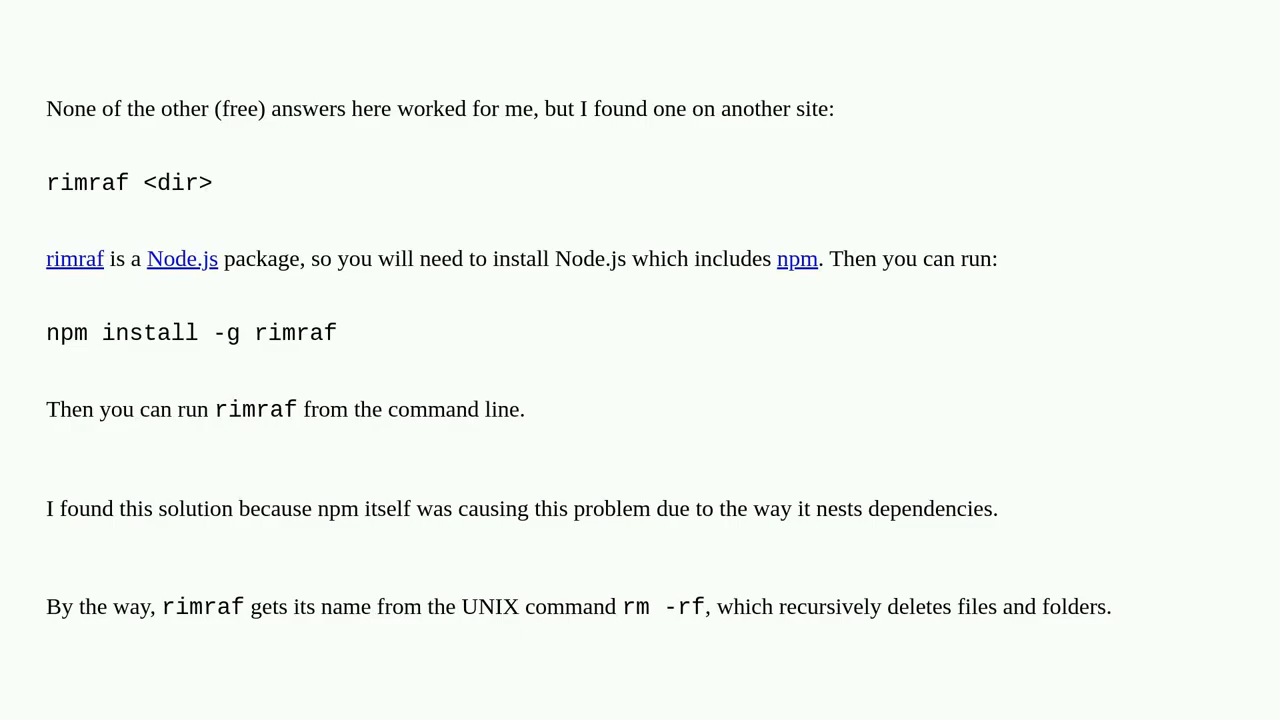 None of the other (free) answers here worked for me, but I found one on another site:
rimraf <dir>
rimraf is a Node.js package, so you will need to install Node.js which includes npm. Then you can run:
npm install -g rimraf
Then you can run rimraf from the command line.
I found this solution because npm itself was causing this problem due to the way it nests dependencies.
By the way, rimraf gets its name from the UNIX command rm -rf, which recursively deletes files and folders.